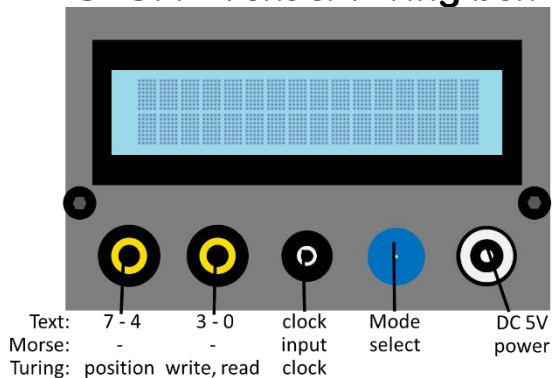 Text: 7 - 4 3 - 0 clock Mode DC 5V
Morse: - - input select power
Turing: position write, read clock